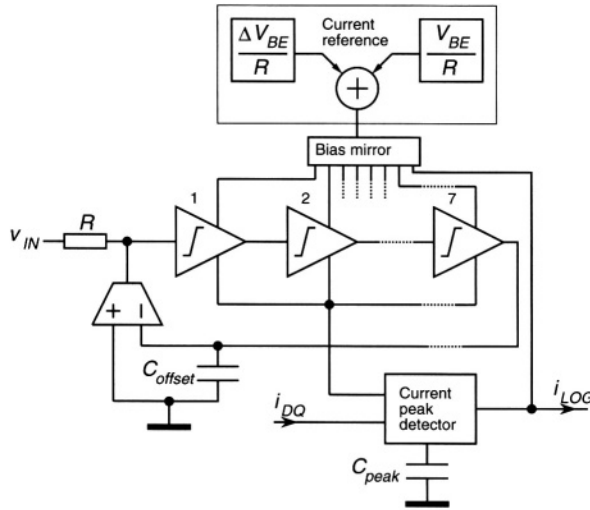 ΔV_BE
R
Current
reference
V_BE
R
+
Bias mirror
1
2
7
R
v_IN
+ −
C_offset
i_DQ
Current
peak
detector
i_LOG
C_peak